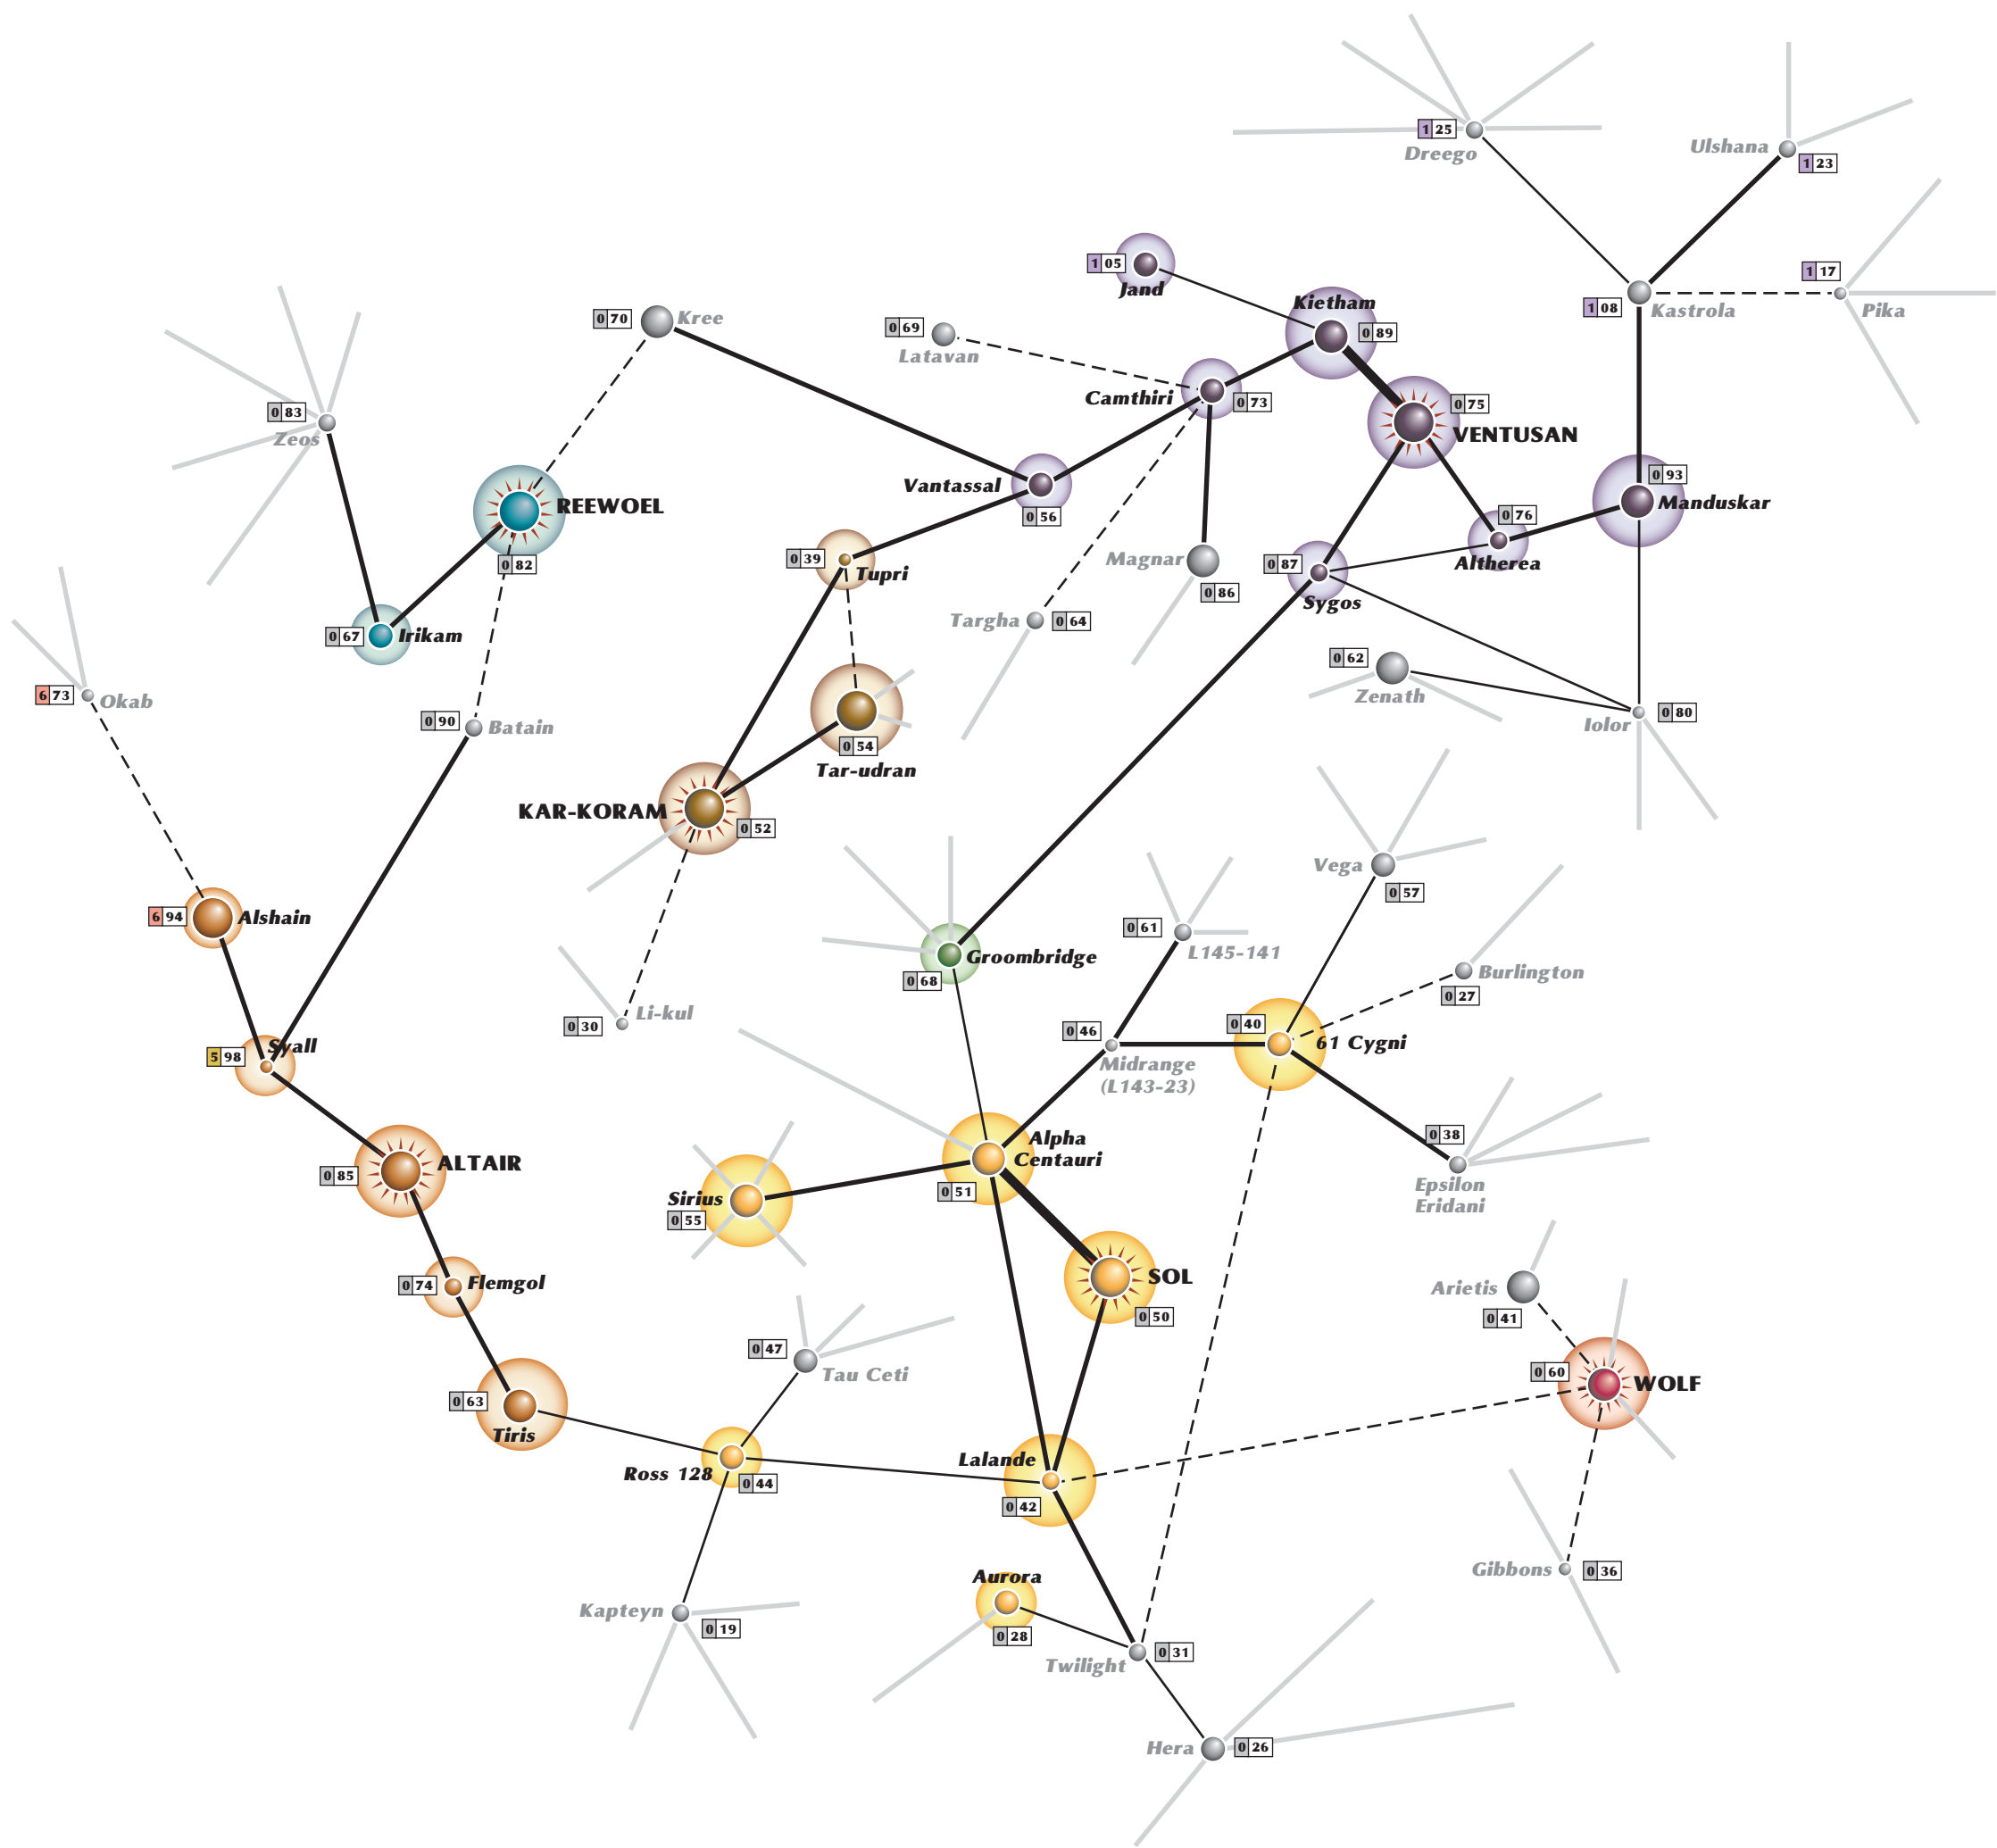 1 25
Dreego
Ulshana
1 23
1 05
Jand
Kietham
0 89
1 17
Pika
1 08
Kastrola
0 70
Kree
0 69
Latavan
Camthiri
0 73
0 75
VENTUSAN
0 83
Zeos
REEWOEL
0 82
Vantassal
0 56
0 93
Manduskar
0 76
Altherea
0 39
Tupri
Magnar
0 86
0 87
Sygos
0 67
Irikam
Targha
0 64
0 62
Zenath
Iolor
0 80
6 73
Okab
0 90
Batain
0 54
Tar-udran
KAR-KORAM
0 52
Vega
0 57
6 94
Alshain
Groombridge
0 68
0 61
L145-141
Burlington
0 27
0 30
Li-kul
0 46
Midrange
(L143-23)
0 40
61 Cygni
5 98
Syall
0 38
Epsilon
Eridani
Alpha
Centauri
0 51
0 85
ALTAIR
Sirius
0 55
SOL
0 50
0 74
Flemgol
Arietis
0 41
0 47
Tau Ceti
0 60
WOLF
0 63
Tiris
Ross 128
0 44
Lalande
0 42
Gibbons
0 36
Aurora
0 28
Kapteyn
0 19
Twilight
0 31
Hera
0 26